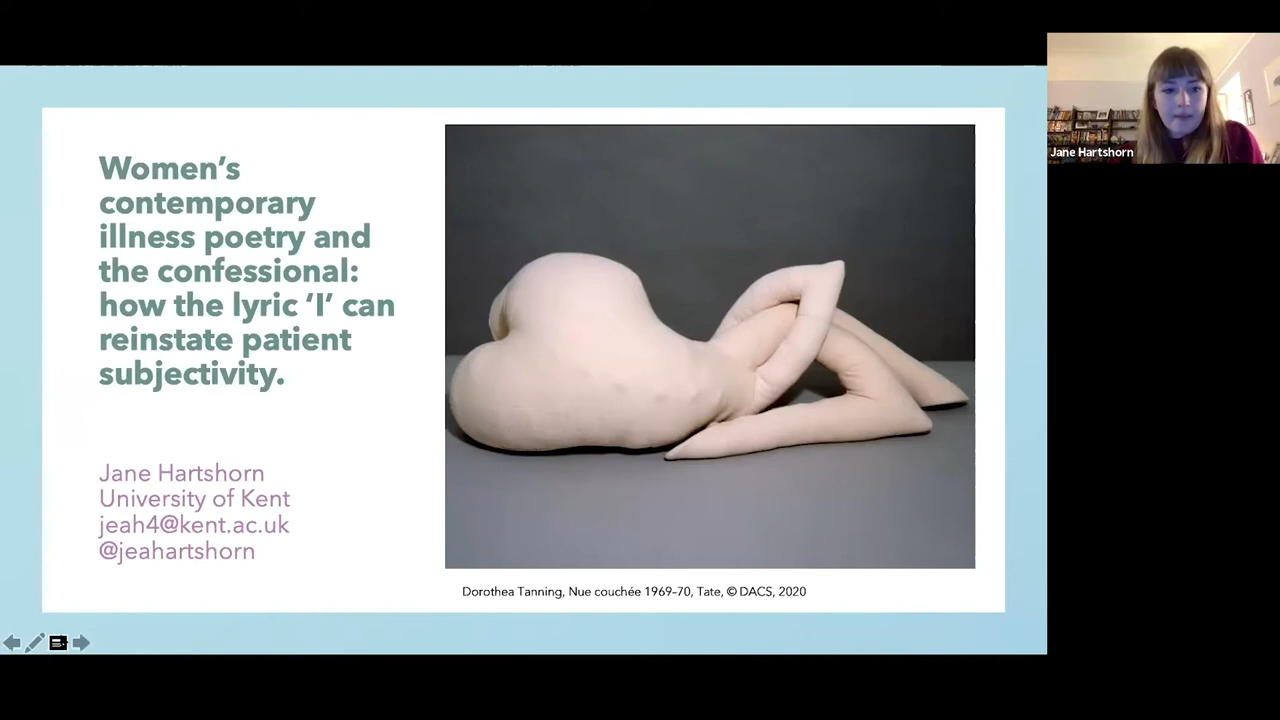 Women’s
contemporary
illness poetry and
the confessional:
how the lyric ‘I’ can
reinstate patient
subjectivity.
Jane Hartshorn
University of Kent
jeah4@kent.ac.uk
@jeahartshorn
Dorothea Tanning, Nue couchée 1969-70, Tate, © DACS, 2020
Jane Hartshorn